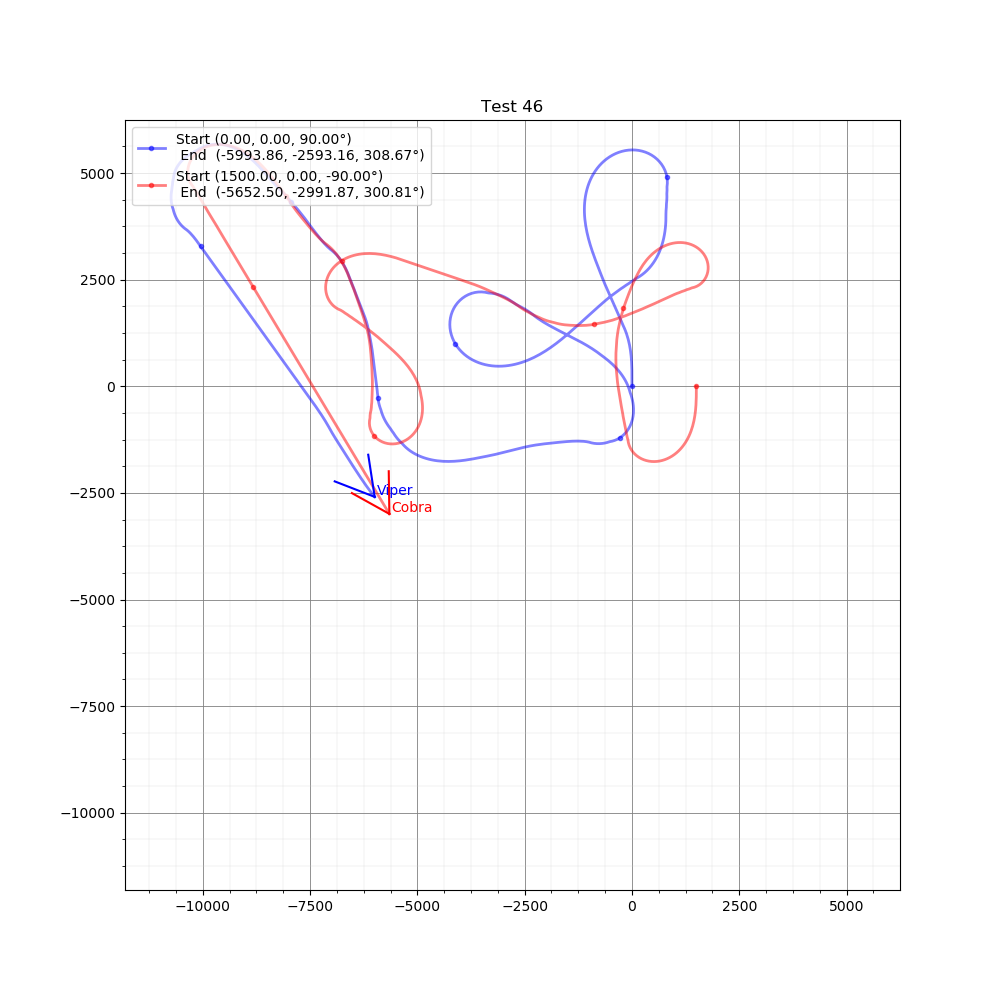 Test 46
Start (0.00, 0.00, 90.00°)
End (-5993.86, -2593.16, 308.67°)
Start (1500.00, 0.00, -90.00°)
End (-5652.50, -2991.87, 300.81°)
5000
2500
0
−2500
−5000
−7500
−10000
Viper
Cobra
−10000 −7500 −5000 −2500 0 2500 5000